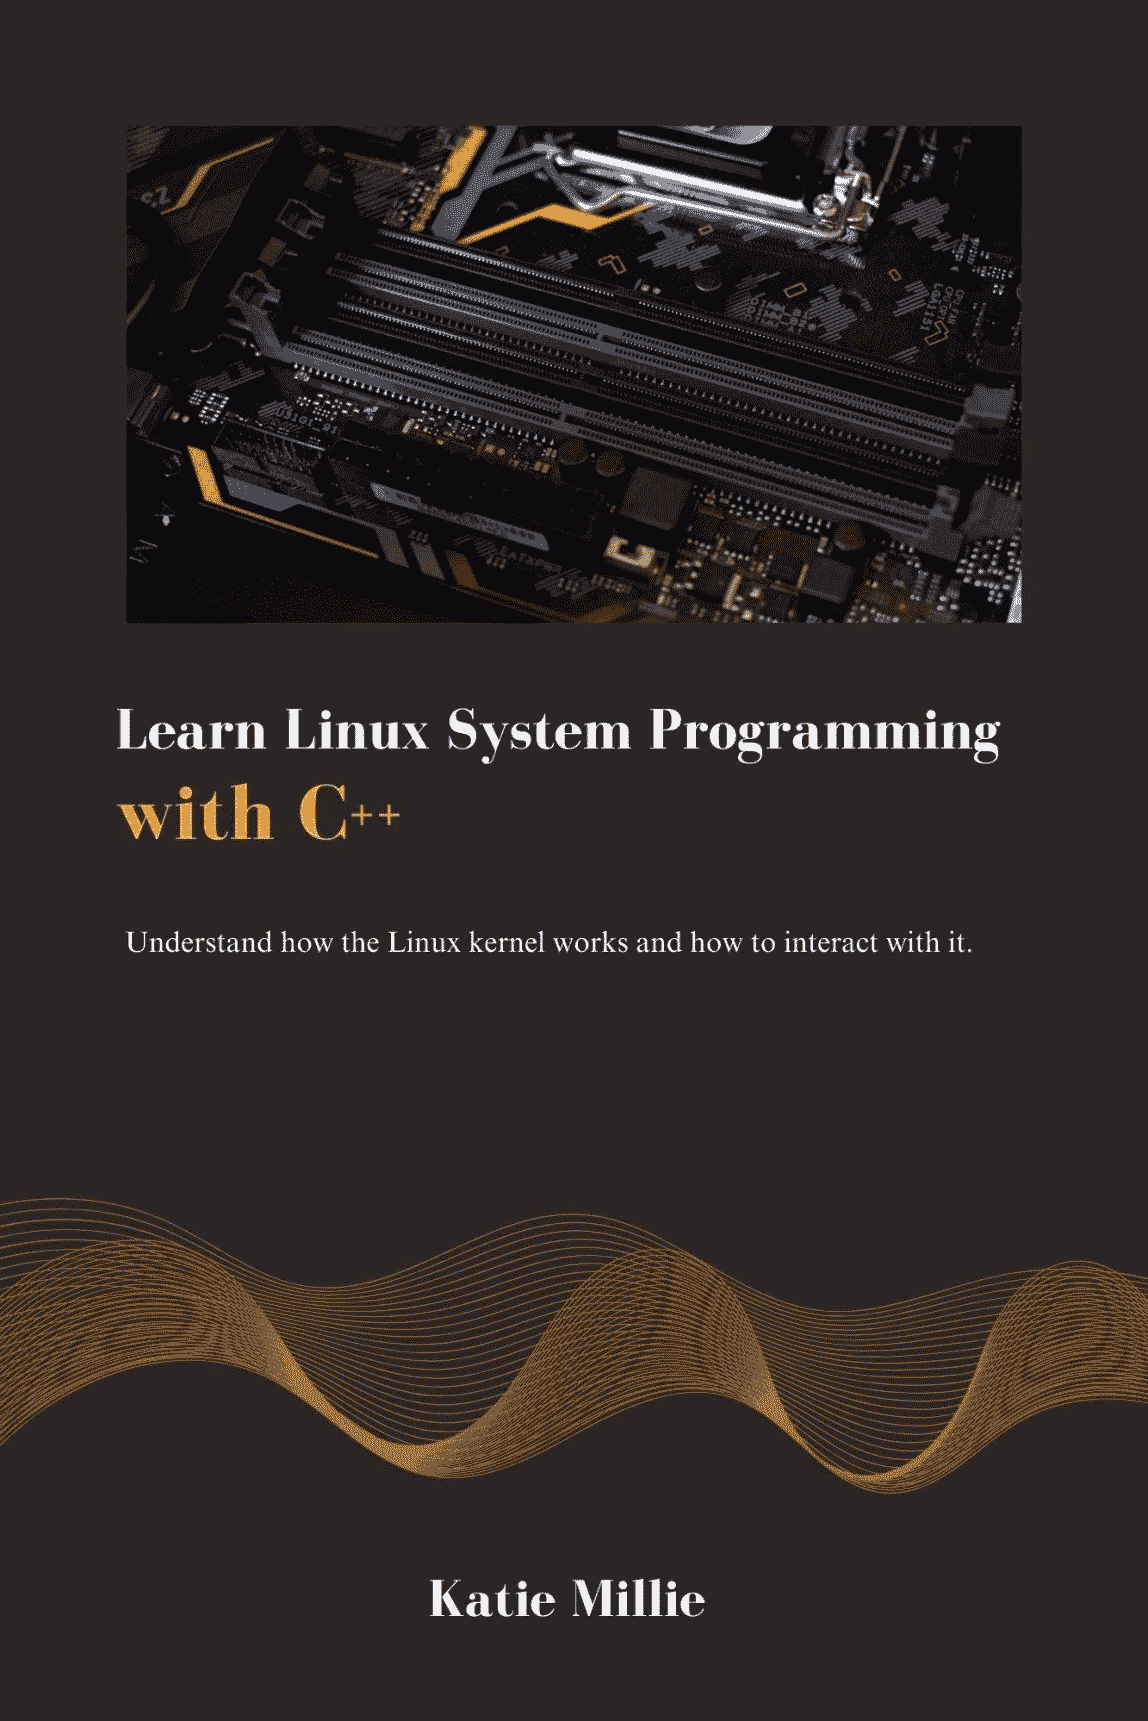 Learn Linux System Programming
with C++
Understand how the Linux kernel works and how to interact with it.
Katie Millie